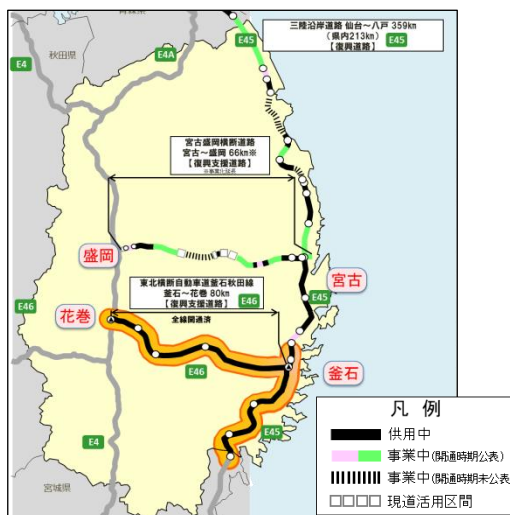 青森県
三陸沿岸道路 仙台～八戸 359km
（県内213km）
【復興道路】
E45
E45
E4A
秋田県
E4
宮古盛岡横断道路
宮古～盛岡 66km※
【復興支援道路】
※事業化延長
盛岡
宮古
東北横断自動車道釜石秋田線
釜石～花巻 80km
【復興支援道路】
E46
全線開通済
E46
E45
花巻
釜石
E46
E45
E4
宮城県
凡 例
供用中
事業中(開通時期公表)
事業中(開通時期未公表)
現道活用区間